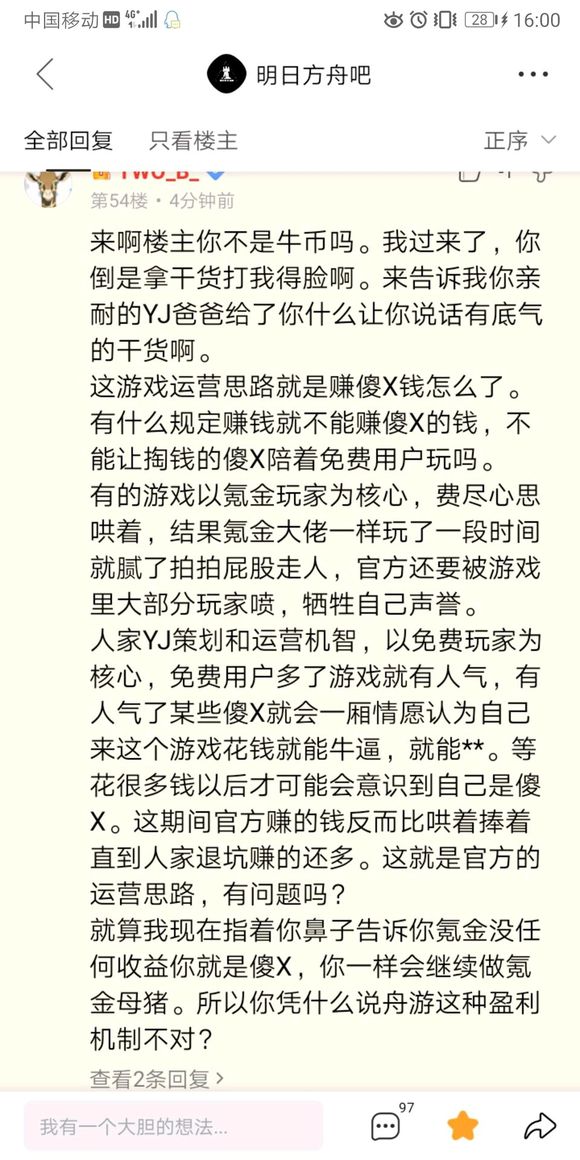 中国移动 HD 4G 28 16:00
明日方舟吧
全部回复 只看楼主 正序
TWO_B_
第54楼 · 4分钟前
来啊楼主你不是牛币吗。我过来了，你
倒是拿干货打我得脸啊。来告诉我你亲
耐的YJ爸爸给了你什么让你说话有底气
的干货啊。
这游戏运营思路就是赚傻X钱怎么了。
有什么规定赚钱就不能赚傻X的钱，不
能让掏钱的傻X陪着免费用户玩吗。
有的游戏以氪金玩家为核心，费尽心思
哄着，结果氪金大佬一样玩了一段时间
就腻了拍拍屁股走人，官方还要被游戏
里大部分玩家喷，牺牲自己声誉。
人家YJ策划和运营机智，以免费玩家为
核心，免费用户多了游戏就有人气，有
人气了某些傻X就会一厢情愿认为自己
来这个游戏花钱就能牛逼，就能**。等
花很多钱以后才可能会意识到自己是傻
X。这期间官方赚的钱反而比哄着捧着
直到人家退坑赚的还多。这就是官方的
运营思路，有问题吗？
就算我现在指着你鼻子告诉你氪金没任
何收益你就是傻X，你一样会继续做氪
金母猪。所以你凭什么说舟游这种盈利
机制不对？
查看2条回复
我有一个大胆的想法... 97